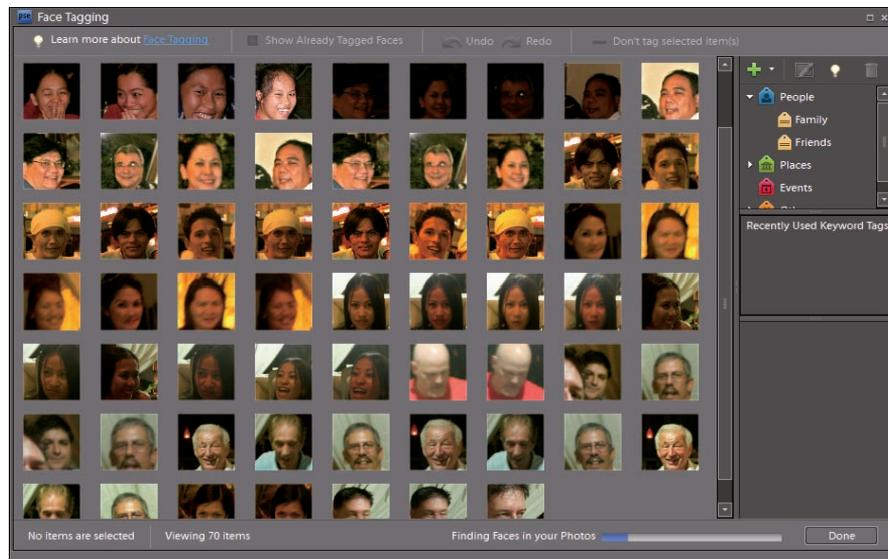 pse Face Tagging
Learn more about Face Tagging
Show Already Tagged Faces
Undo
Redo
Don't tag selected item(s)
People
Family
Friends
Places
Events
Recently Used Keyword Tags
No items are selected
Viewing 70 items
Finding Faces in your Photos
Done